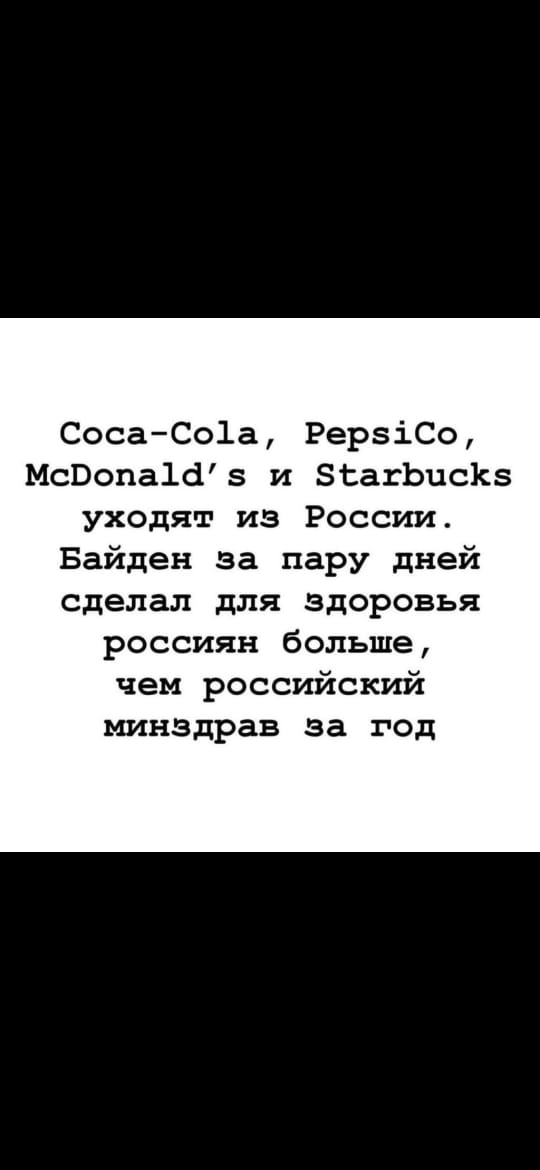 Coca-Cola, PepsiCo,
McDonald’s и Starbucks
уходят из России.
Байден за пару дней
сделал для здоровья
россиян больше,
чем российский
минздрав за год